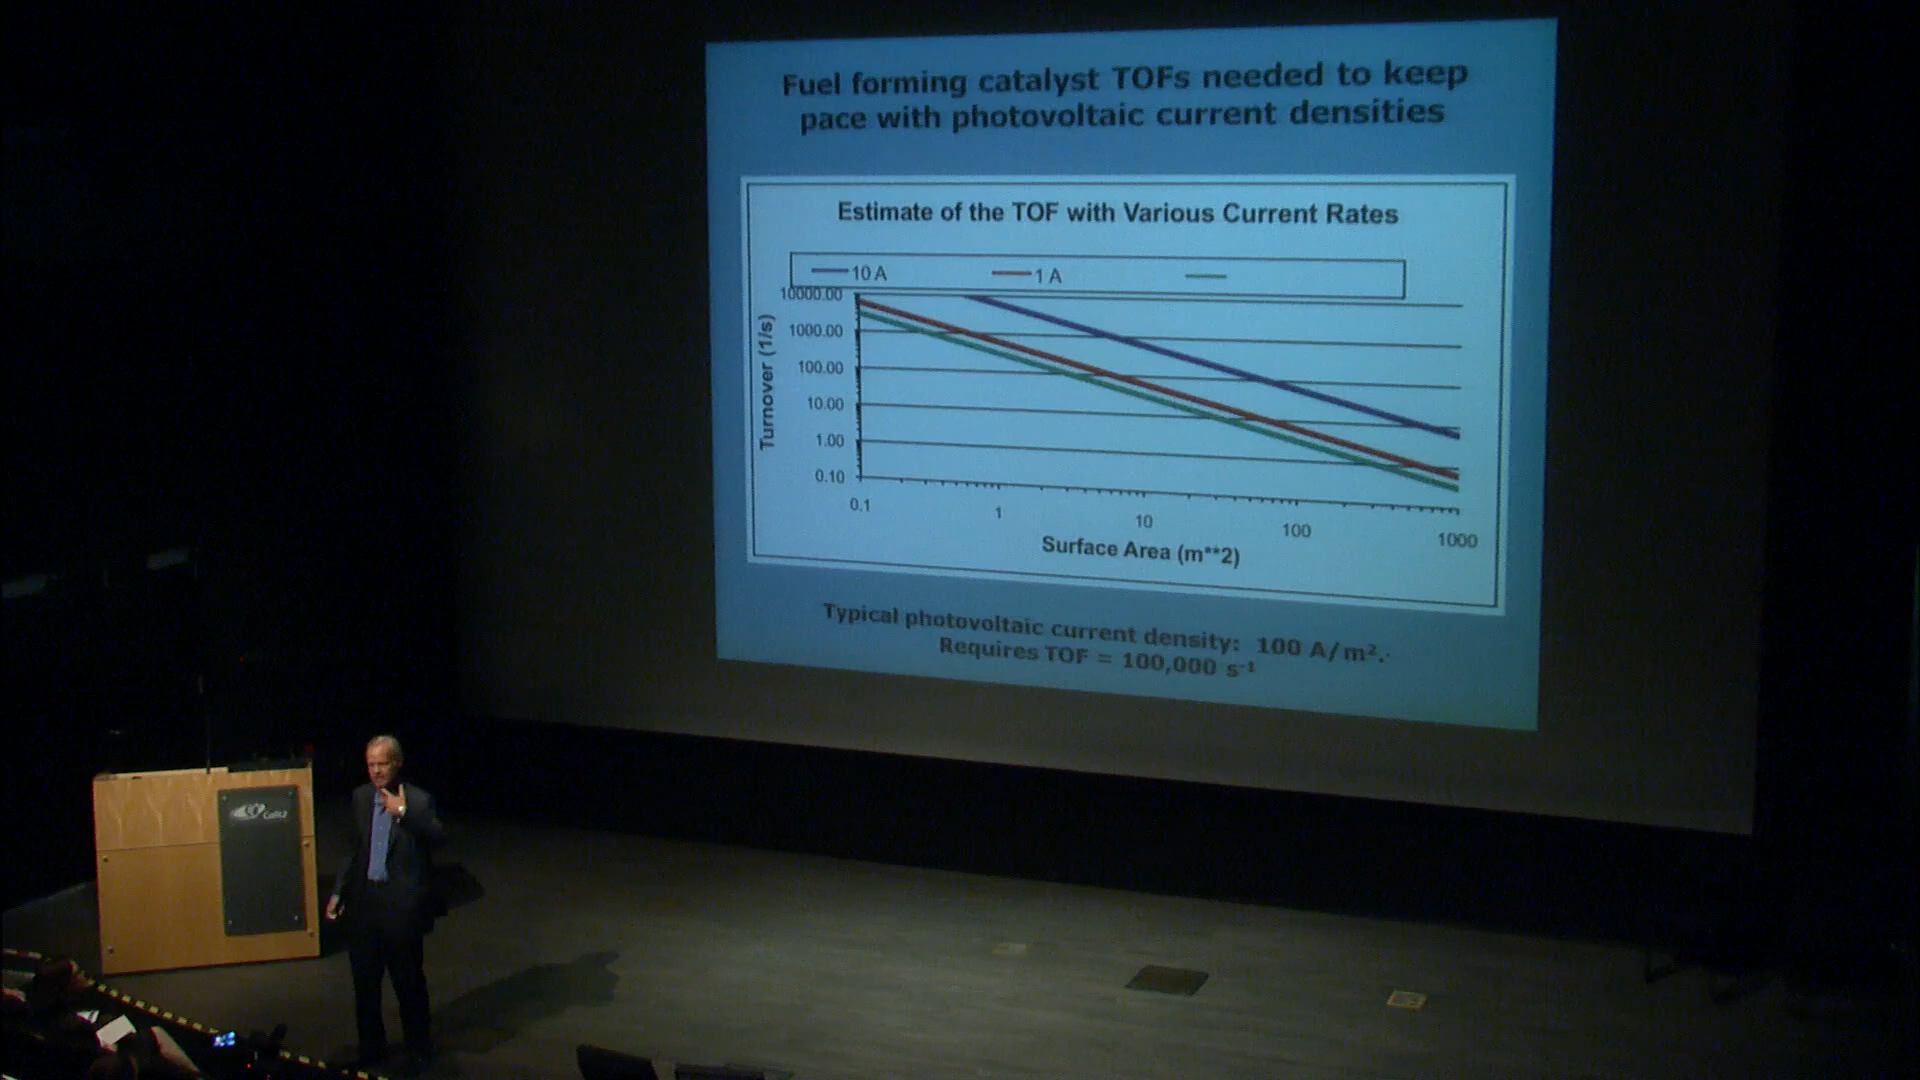 Fuel forming catalyst TOFs needed to keep
pace with photovoltaic current densities
Estimate of the TOF with Various Current Rates
10 A 1 A
10000.00
1000.00
100.00
10.00
1.00
0.10
Turnover (1/s)
0.1 1 10 100 1000
Surface Area (m**2)
Typical photovoltaic current density: 100 A/m².
Requires TOF = 100,000 s⁻¹
Calit2